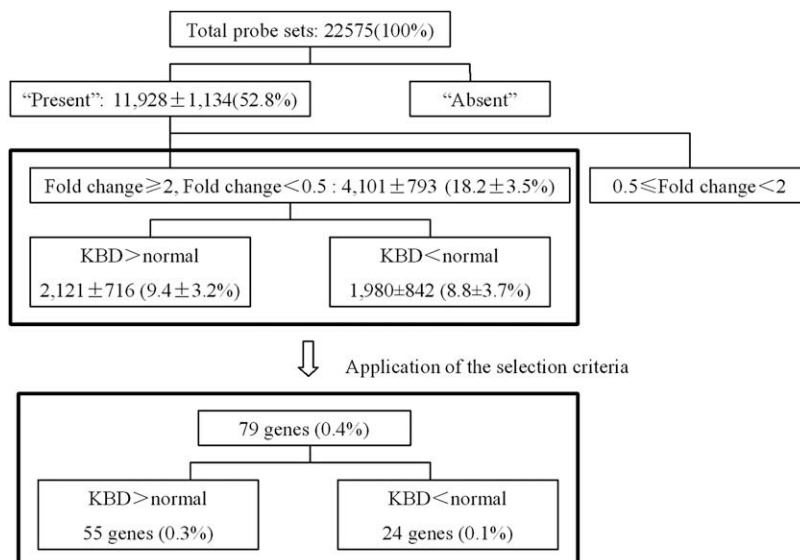 Total probe sets: 22575(100%)
“Present”: 11,928±1,134(52.8%)
“Absent”
Fold change≥2, Fold change<0.5 : 4,101±793 (18.2±3.5%)
0.5≤Fold change<2
KBD>normal
2,121±716 (9.4±3.2%)
KBD<normal
1,980±842 (8.8±3.7%)
Application of the selection criteria
79 genes (0.4%)
KBD>normal
55 genes (0.3%)
KBD<normal
24 genes (0.1%)